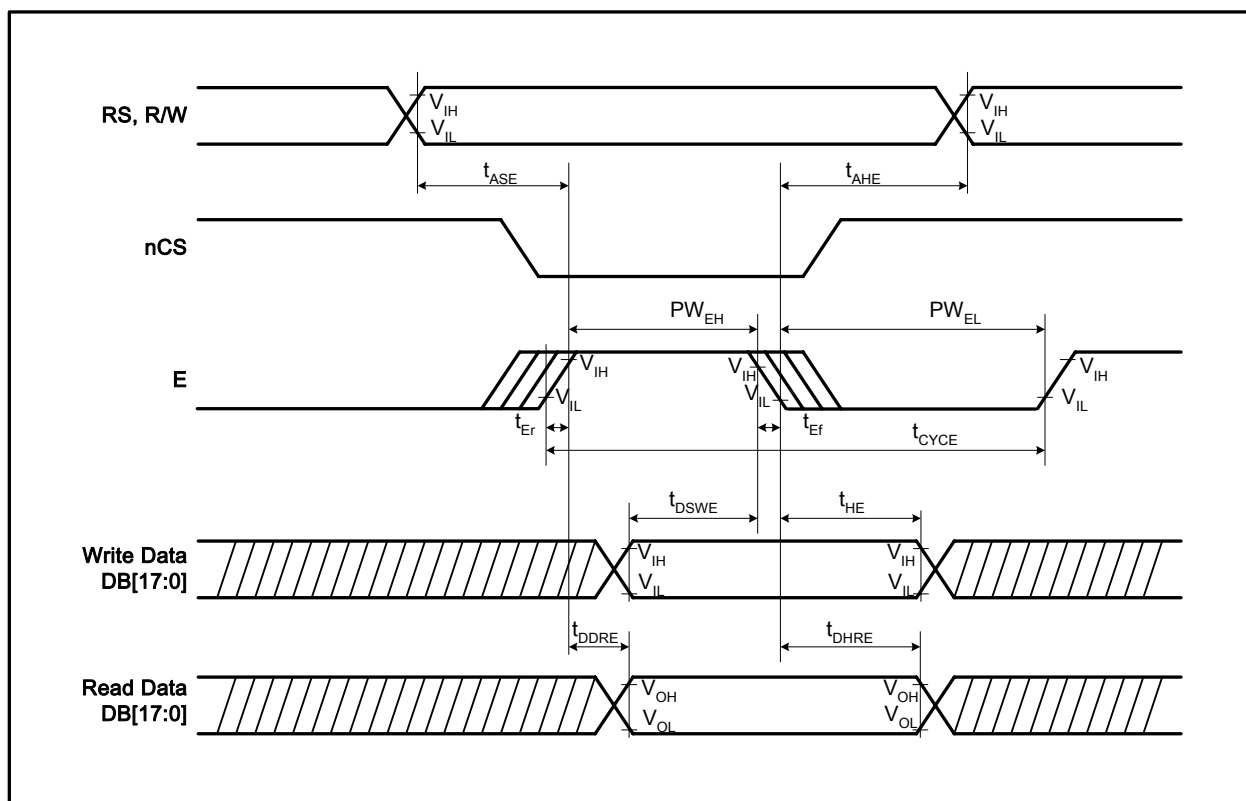 RS, R/W
V_IH
V_IL
V_IH
V_IL
t_ASE
t_AHE
nCS
PW_EH
PW_EL
E
V_IH
V_IL
V_IH
V_IL
V_IH
V_IL
t_Er
t_Ef
t_CYCE
t_DSWE
t_HE
Write Data
DB[17:0]
V_IH
V_IL
V_IH
V_IL
t_DDRE
t_DHRE
Read Data
DB[17:0]
V_OH
V_OL
V_OH
V_OL